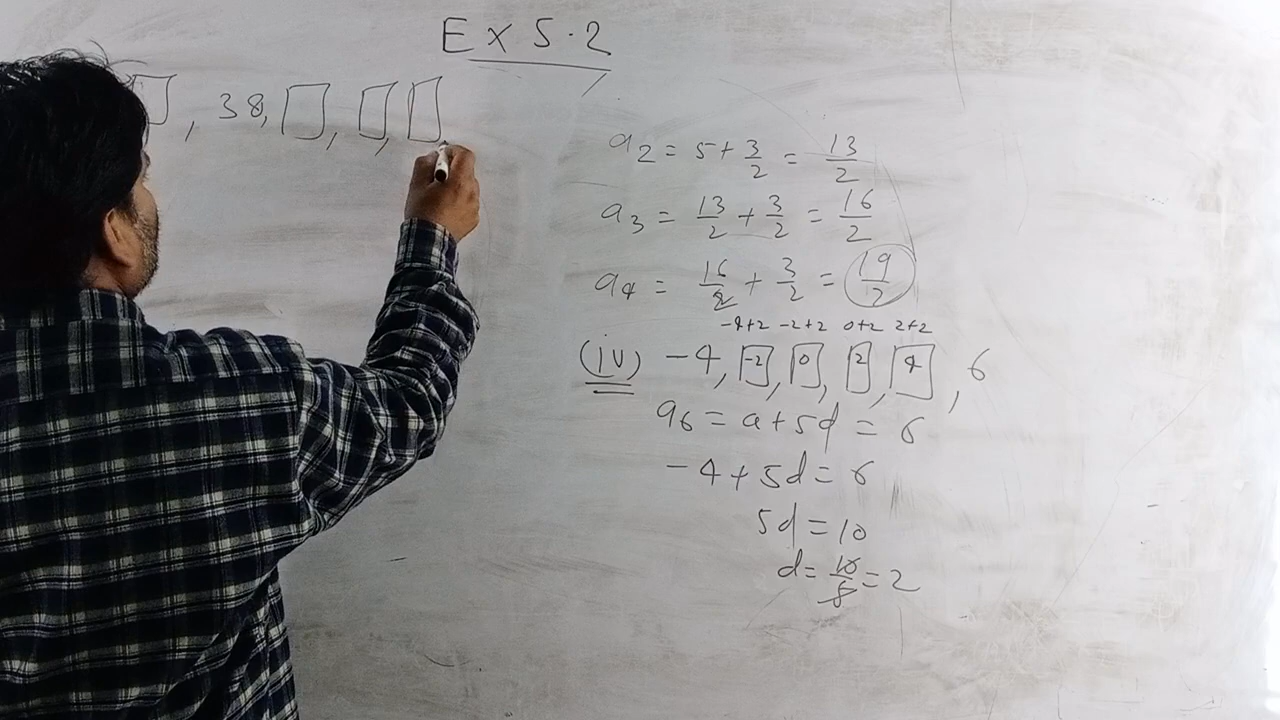 Ex 5.2
, 38, , ,
a2 = 5 + 3/2 = 13/2
a3 = 13/2 + 3/2 = 16/2
a4 = 16/2 + 3/2 = 19/2
-4+2 -2+2 0+2 2+2
(iv) -4, -2, 0, 2, 4, 6
a6 = a + 5d = 6
-4 + 5d = 6
5d = 10
d = 10/5 = 2